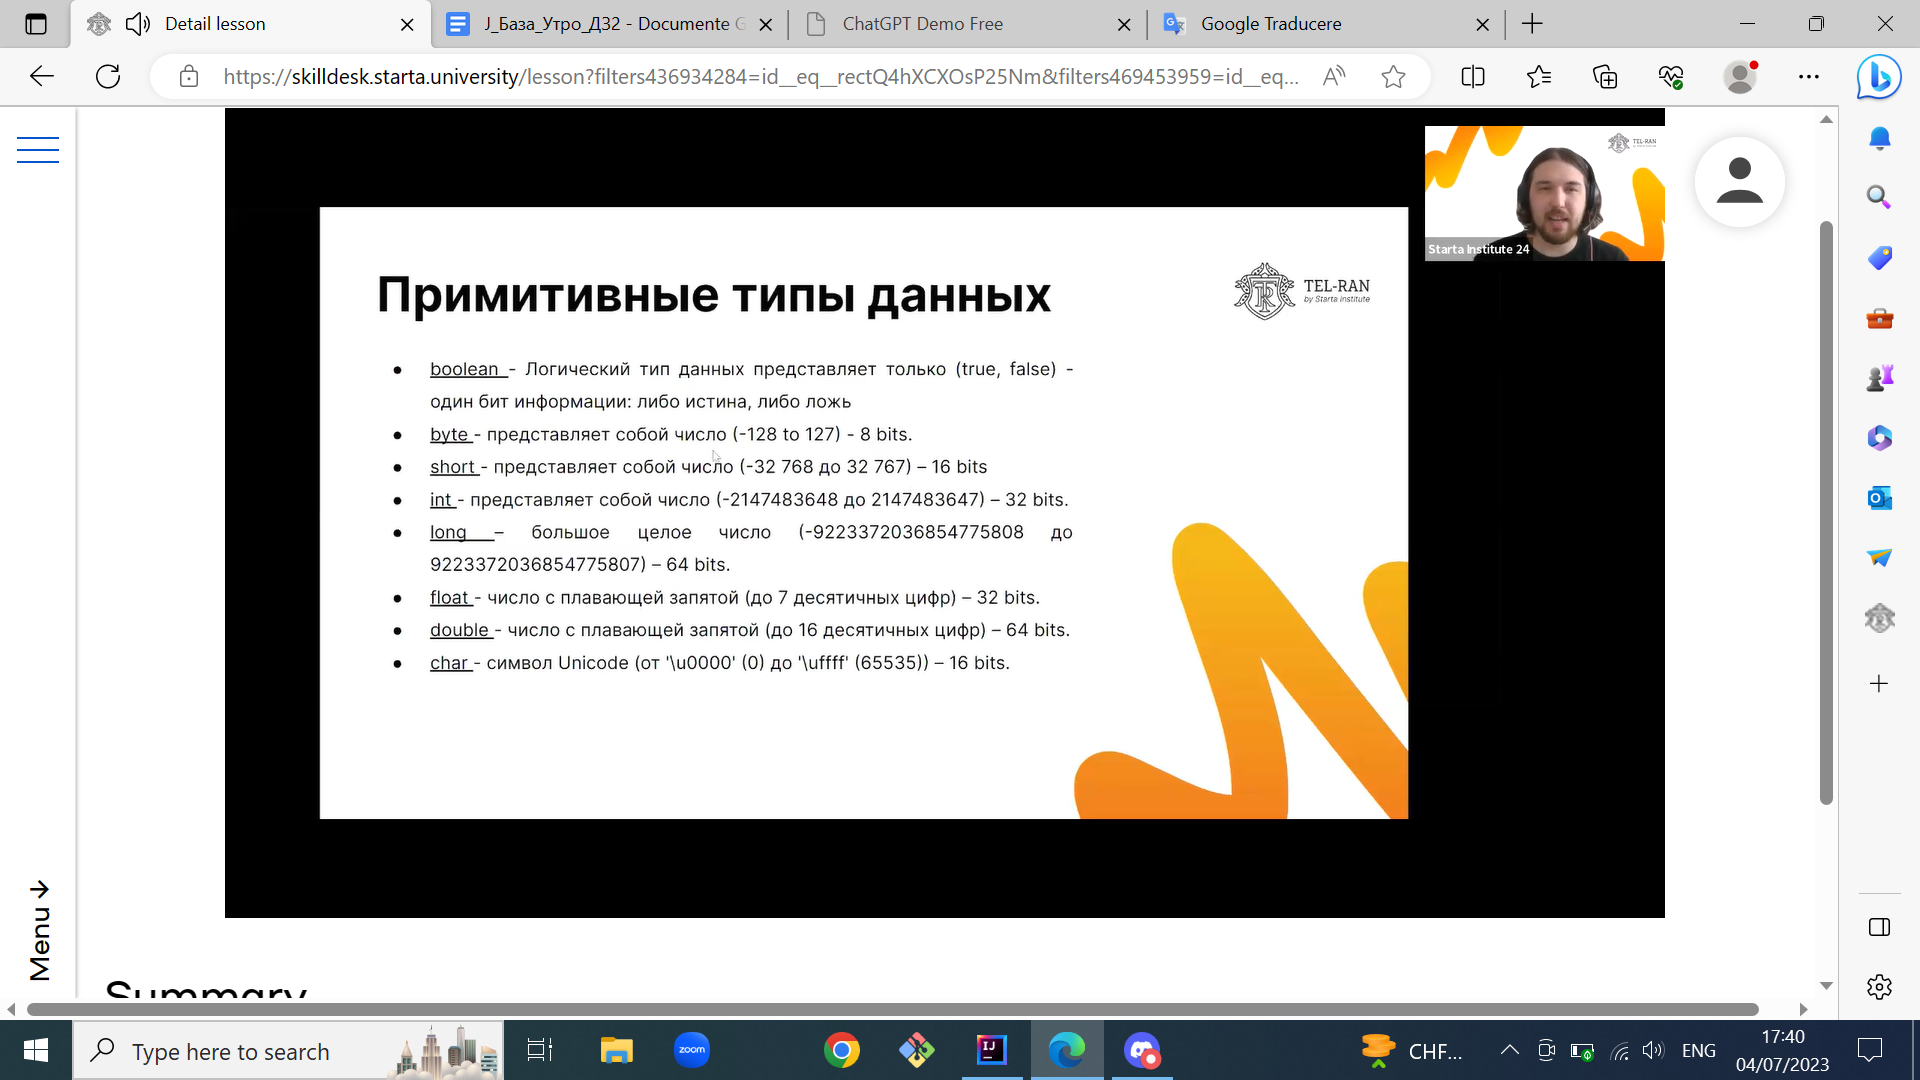 Detail lesson
J_База_Утро_Д32 - Documente G
ChatGPT Demo Free
Google Traducere
https://skilldesk.starta.university/lesson?filters436934284=id__eq__rectQ4hXCXOsP25Nm&filters469453959=id__eq...
TEL-RAN
Starta Institute 24
Примитивные типы данных
TEL-RAN
by Starta Institute
boolean - Логический тип данных представляет только (true, false) -
один бит информации: либо истина, либо ложь
byte - представляет собой число (-128 to 127) - 8 bits.
short - представляет собой число (-32 768 до 32 767) – 16 bits
int - представляет собой число (-2147483648 до 2147483647) – 32 bits.
long – большое целое число (-9223372036854775808 до
9223372036854775807) – 64 bits.
float - число с плавающей запятой (до 7 десятичных цифр) – 32 bits.
double - число с плавающей запятой (до 16 десятичных цифр) – 64 bits.
char - символ Unicode (от '\u0000' (0) до '\uffff' (65535)) – 16 bits.
Menu →
Summary
Type here to search
zoom
IJ
CHF...
ENG
17:40
04/07/2023